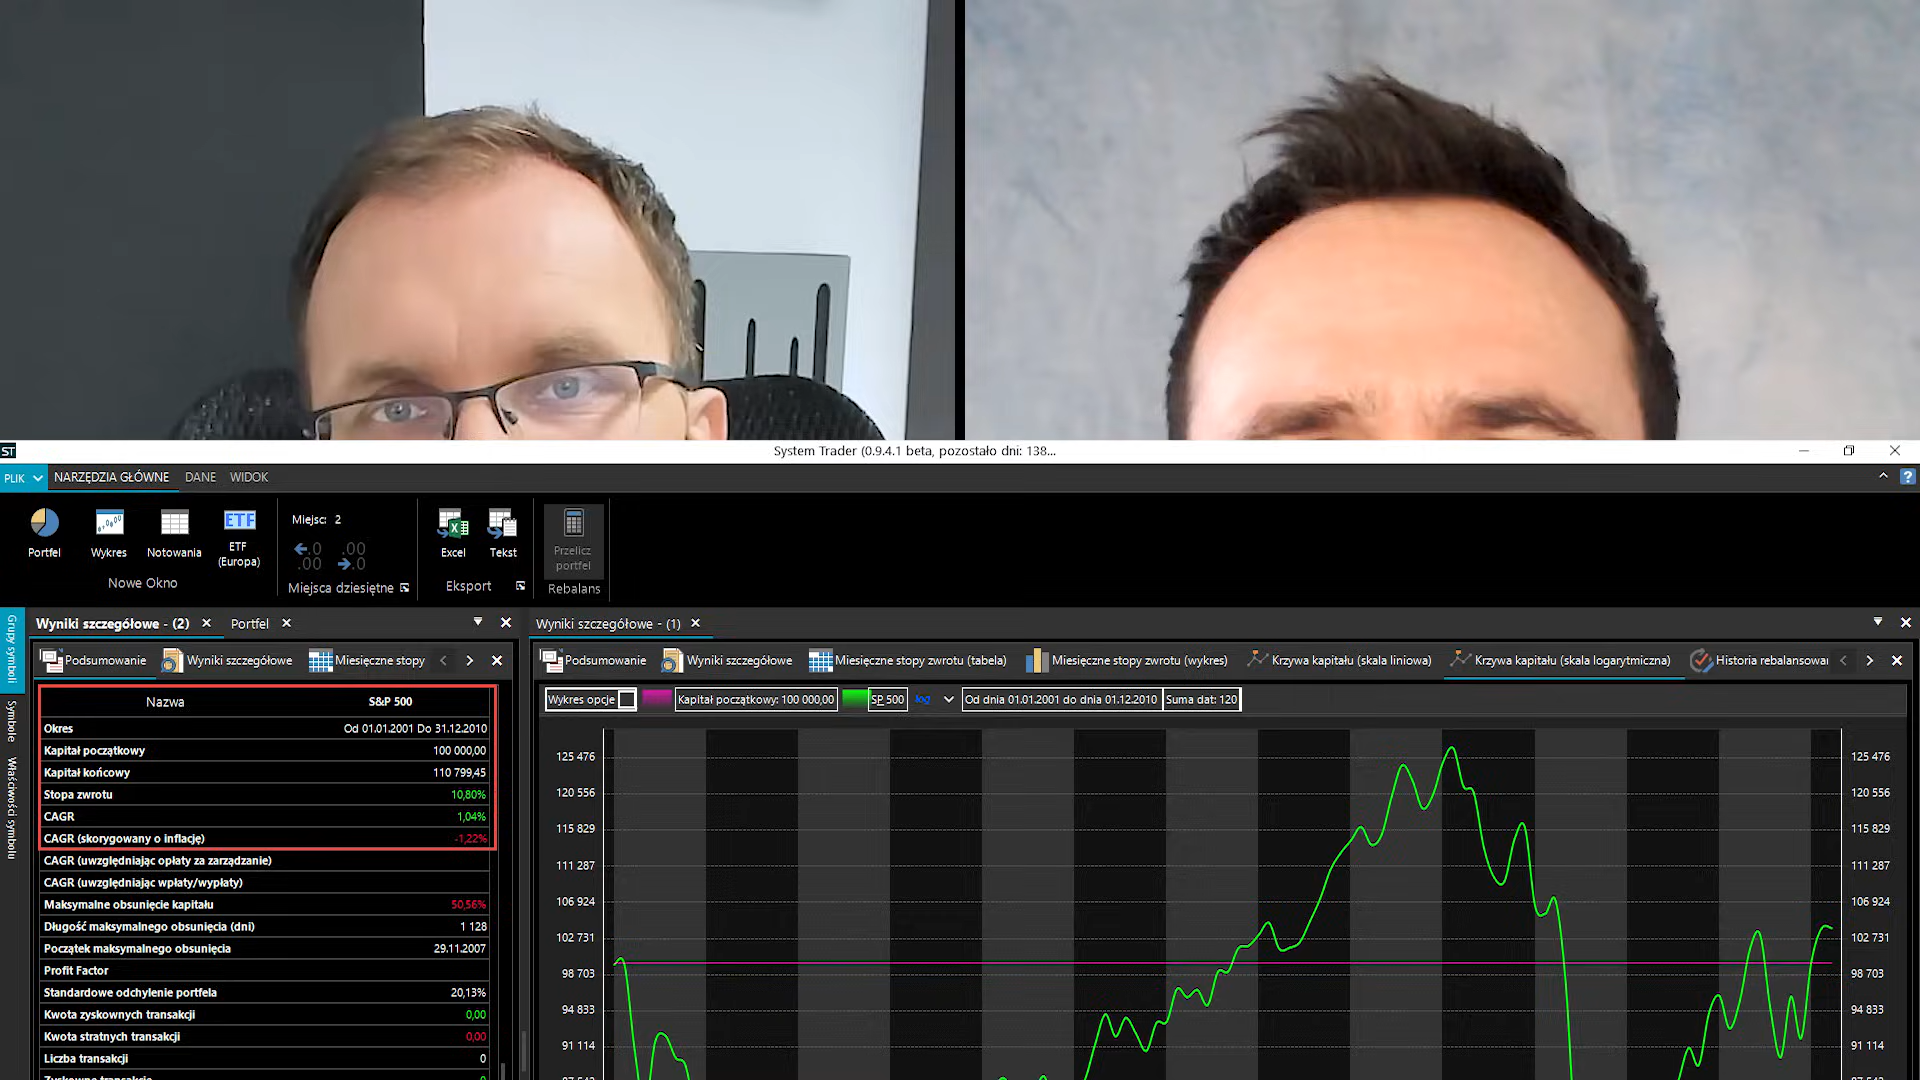 ST
System Trader (0.9.4.1 beta, pozostało dni: 138...
PLIK
NARZĘDZIA GŁÓWNE
DANE
WIDOK
Portfel
Wykres
Notowania
ETF
ETF
(Europa)
Nowe Okno
Miejsc: 2
.0
.00
.00
.0
Miejsca dziesiętne
Excel
Tekst
Eksport
Przelicz
portfel
Rebalans
Grupy symboli
Symbole
Właściwości symbolu
Wyniki szczegółowe - (2)
Portfel
Podsumowanie
Wyniki szczegółowe
Miesięczne stopy
Nazwa S&P 500
Okres Od 01.01.2001 Do 31.12.2010
Kapitał początkowy 100 000,00
Kapitał końcowy 110 799,45
Stopa zwrotu 10,80%
CAGR 1,04%
CAGR (skorygowany o inflację) -1,22%
CAGR (uwzględniając opłaty za zarządzanie)
CAGR (uwzględniając wpłaty/wypłaty)
Maksymalne obsunięcie kapitału 50,56%
Długość maksymalnego obsunięcia (dni) 1 128
Początek maksymalnego obsunięcia 29.11.2007
Profit Factor
Standardowe odchylenie portfela 20,13%
Kwota zyskownych transakcji 0,00
Kwota stratnych transakcji 0,00
Liczba transakcji 0
Wyniki szczegółowe - (1)
Podsumowanie
Wyniki szczegółowe
Miesięczne stopy zwrotu (tabela)
Miesięczne stopy zwrotu (wykres)
Krzywa kapitału (skala liniowa)
Krzywa kapitału (skala logarytmiczna)
Historia rebalansowa
Wykres opcje
Kapitał początkowy: 100 000,00
SP 500
log
Od dnia 01.01.2001 do dnia 01.12.2010
Suma dat: 120
125 476 125 476
120 556 120 556
115 829 115 829
111 287 111 287
106 924 106 924
102 731 102 731
98 703 98 703
94 833 94 833
91 114 91 114